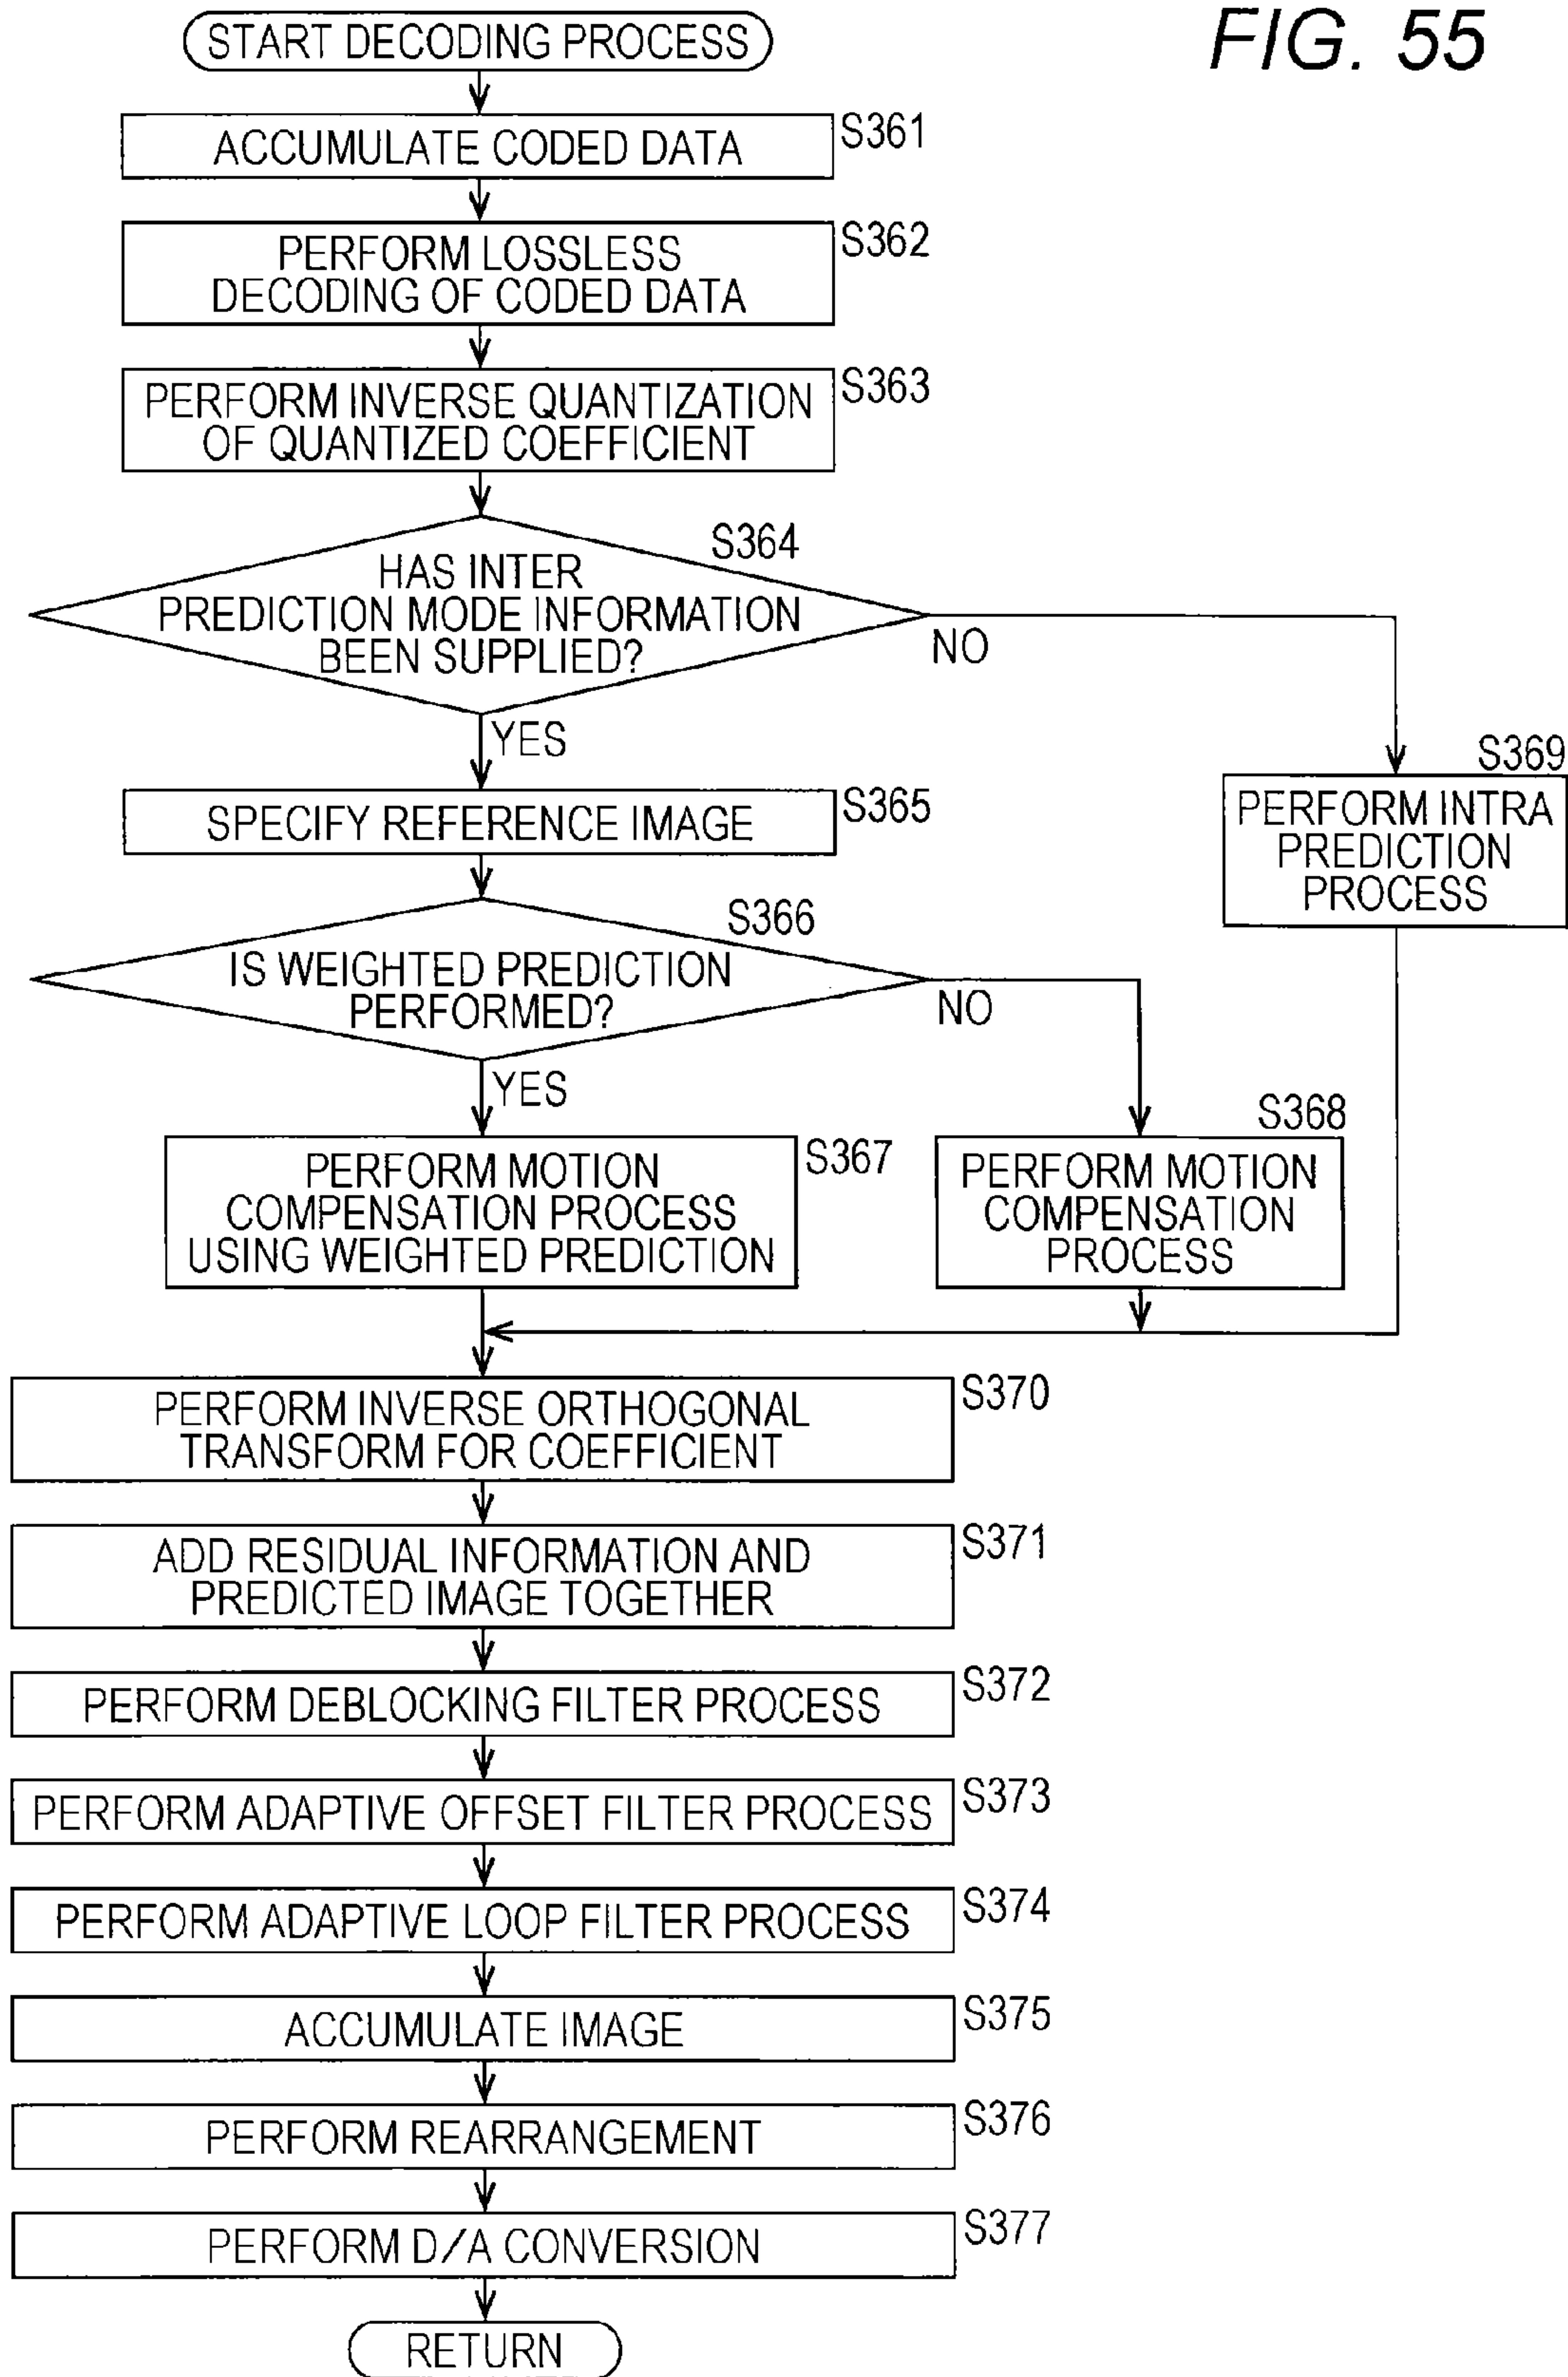 FIG. 55
START DECODING PROCESS
ACCUMULATE CODED DATA
S361
PERFORM LOSSLESS
DECODING OF CODED DATA
S362
PERFORM INVERSE QUANTIZATION
OF QUANTIZED COEFFICIENT
S363
S364
HAS INTER
PREDICTION MODE INFORMATION
BEEN SUPPLIED?
NO
YES
S369
PERFORM INTRA
PREDICTION
PROCESS
SPECIFY REFERENCE IMAGE
S365
S366
IS WEIGHTED PREDICTION
PERFORMED?
NO
YES
PERFORM MOTION
COMPENSATION PROCESS
USING WEIGHTED PREDICTION
S367
S368
PERFORM MOTION
COMPENSATION
PROCESS
PERFORM INVERSE ORTHOGONAL
TRANSFORM FOR COEFFICIENT
S370
ADD RESIDUAL INFORMATION AND
PREDICTED IMAGE TOGETHER
S371
PERFORM DEBLOCKING FILTER PROCESS
S372
PERFORM ADAPTIVE OFFSET FILTER PROCESS
S373
PERFORM ADAPTIVE LOOP FILTER PROCESS
S374
ACCUMULATE IMAGE
S375
PERFORM REARRANGEMENT
S376
PERFORM D/A CONVERSION
S377
RETURN